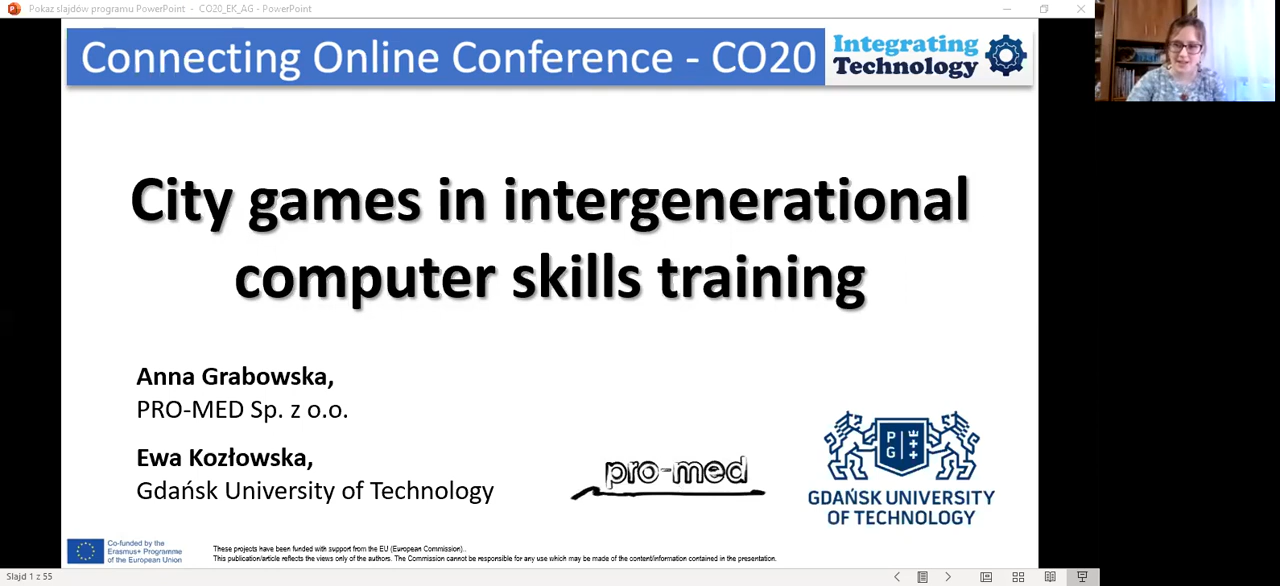 Pokaz slajdów programu PowerPoint - CO20_EK_AG - PowerPoint
Connecting Online Conference - CO20
Integrating
Technology
City games in intergenerational
computer skills training
Anna Grabowska,
PRO-MED Sp. z o.o.
Ewa Kozłowska,
Gdańsk University of Technology
pro-med
PG
GDAŃSK UNIVERSITY
OF TECHNOLOGY
Co-funded by the
Erasmus+ Programme
of the European Union
These projects have been funded with support from the EU (European Commission)..
This publication/article reflects the views only of the authors. The Commission cannot be responsible for any use which may be made of the content/information contained in the presentation.
Slajd 1 z 55